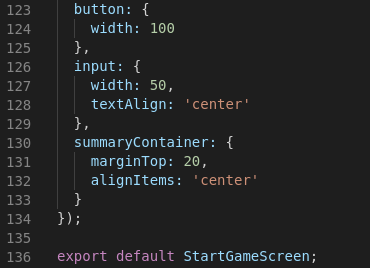 123 button: {
124 width: 100
125 },
126 input: {
127 width: 50,
128 textAlign: 'center'
129 },
130 summaryContainer: {
131 marginTop: 20,
132 alignItems: 'center'
133 }
134 });
135
136 export default StartGameScreen;